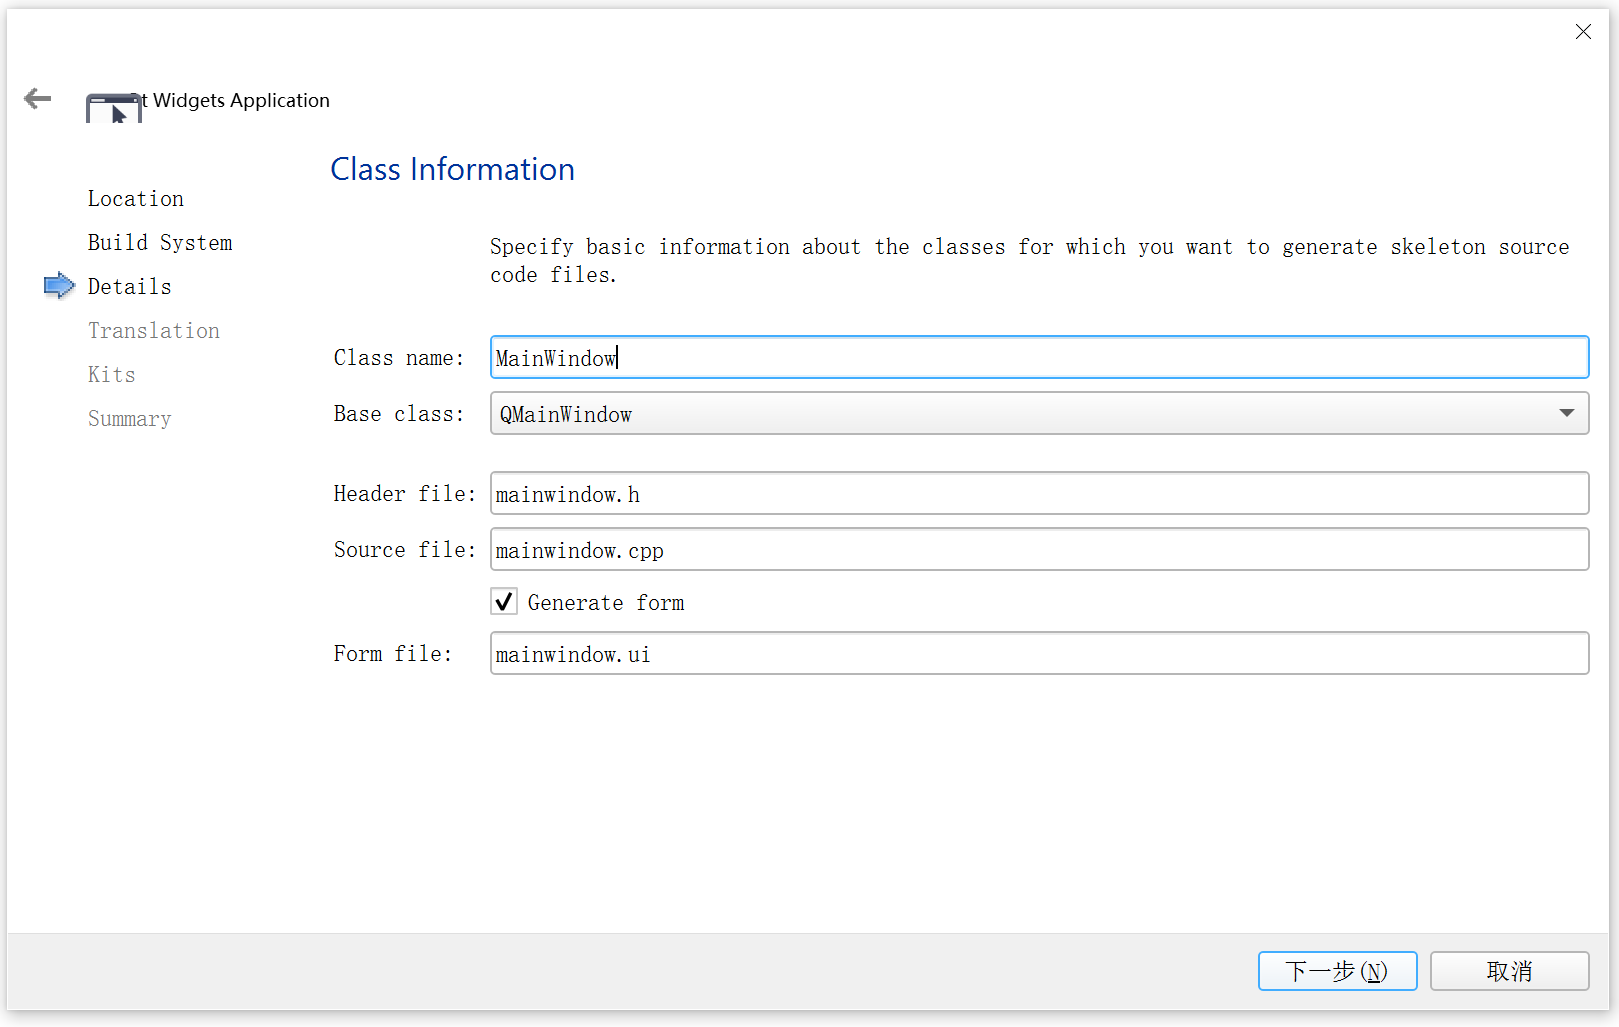 t Widgets Application
Class Information
Location
Build System
Details
Translation
Kits
Summary
Specify basic information about the classes for which you want to generate skeleton source
code files.
Class name: MainWindow
Base class: QMainWindow
Header file: mainwindow.h
Source file: mainwindow.cpp
Generate form
Form file: mainwindow.ui
下一步(N) 取消